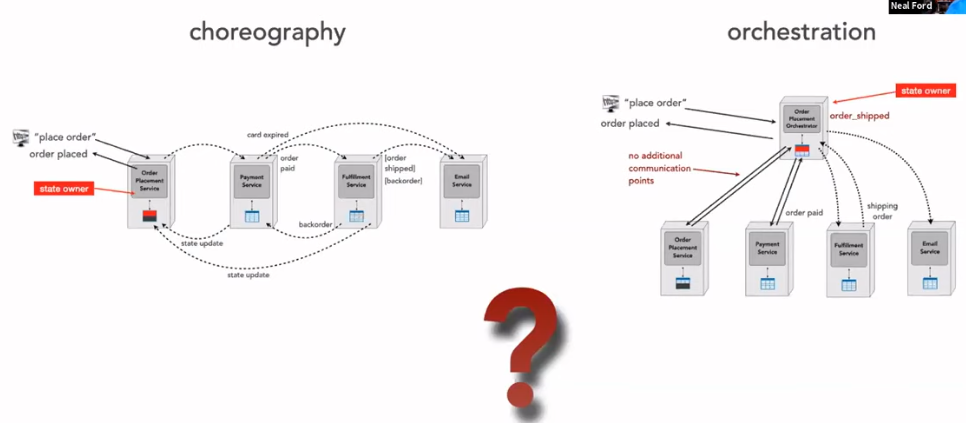 Neal Ford
choreography
"place order"
order placed
state owner
Order
Placement
Service
card expired
Payment
Service
order
paid
Fulfillment
Service
[order
shipped]
[backorder]
Email
Service
backorder
state update
state update
?
orchestration
"place order"
order placed
Order
Placement
Orchestrator
state owner
order_shipped
no additional
communication
points
order paid
shipping
order
Order
Placement
Service
Payment
Service
Fulfillment
Service
Email
Service